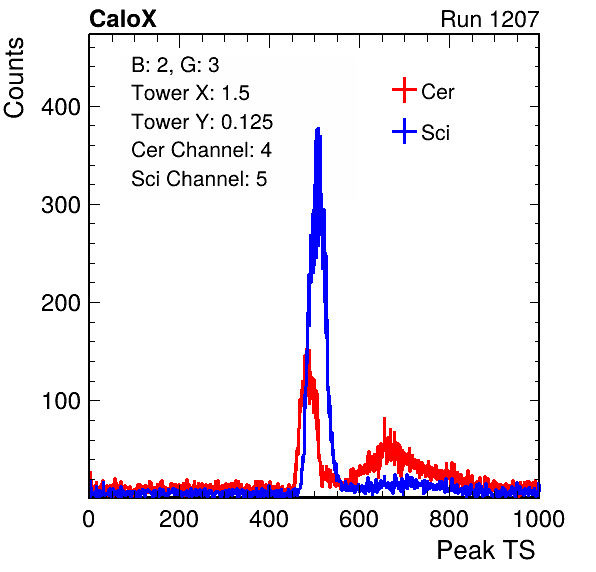 CaloX Run 1207
Counts
B: 2, G: 3
Tower X: 1.5
Tower Y: 0.125
Cer Channel: 4
Sci Channel: 5
Cer
Sci
400
300
200
100
0 200 400 600 800 1000
Peak TS